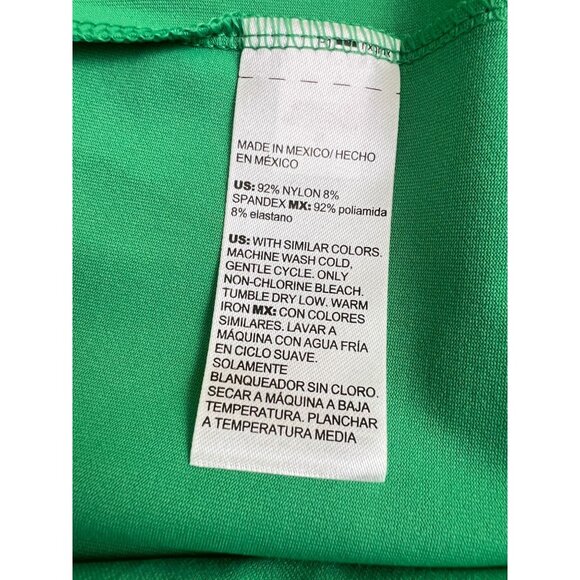 MADE IN MEXICO/ HECHO
EN MÉXICO
US: 92% NYLON 8%
SPANDEX MX: 92% poliamida
8% elastano
US: WITH SIMILAR COLORS.
MACHINE WASH COLD,
GENTLE CYCLE. ONLY
NON-CHLORINE BLEACH.
TUMBLE DRY LOW. WARM
IRON MX: CON COLORES
SIMILARES. LAVAR A
MÁQUINA CON AGUA FRÍA
EN CICLO SUAVE.
SOLAMENTE
BLANQUEADOR SIN CLORO.
SECAR A MÁQUINA A BAJA
TEMPERATURA. PLANCHAR
A TEMPERATURA MEDIA